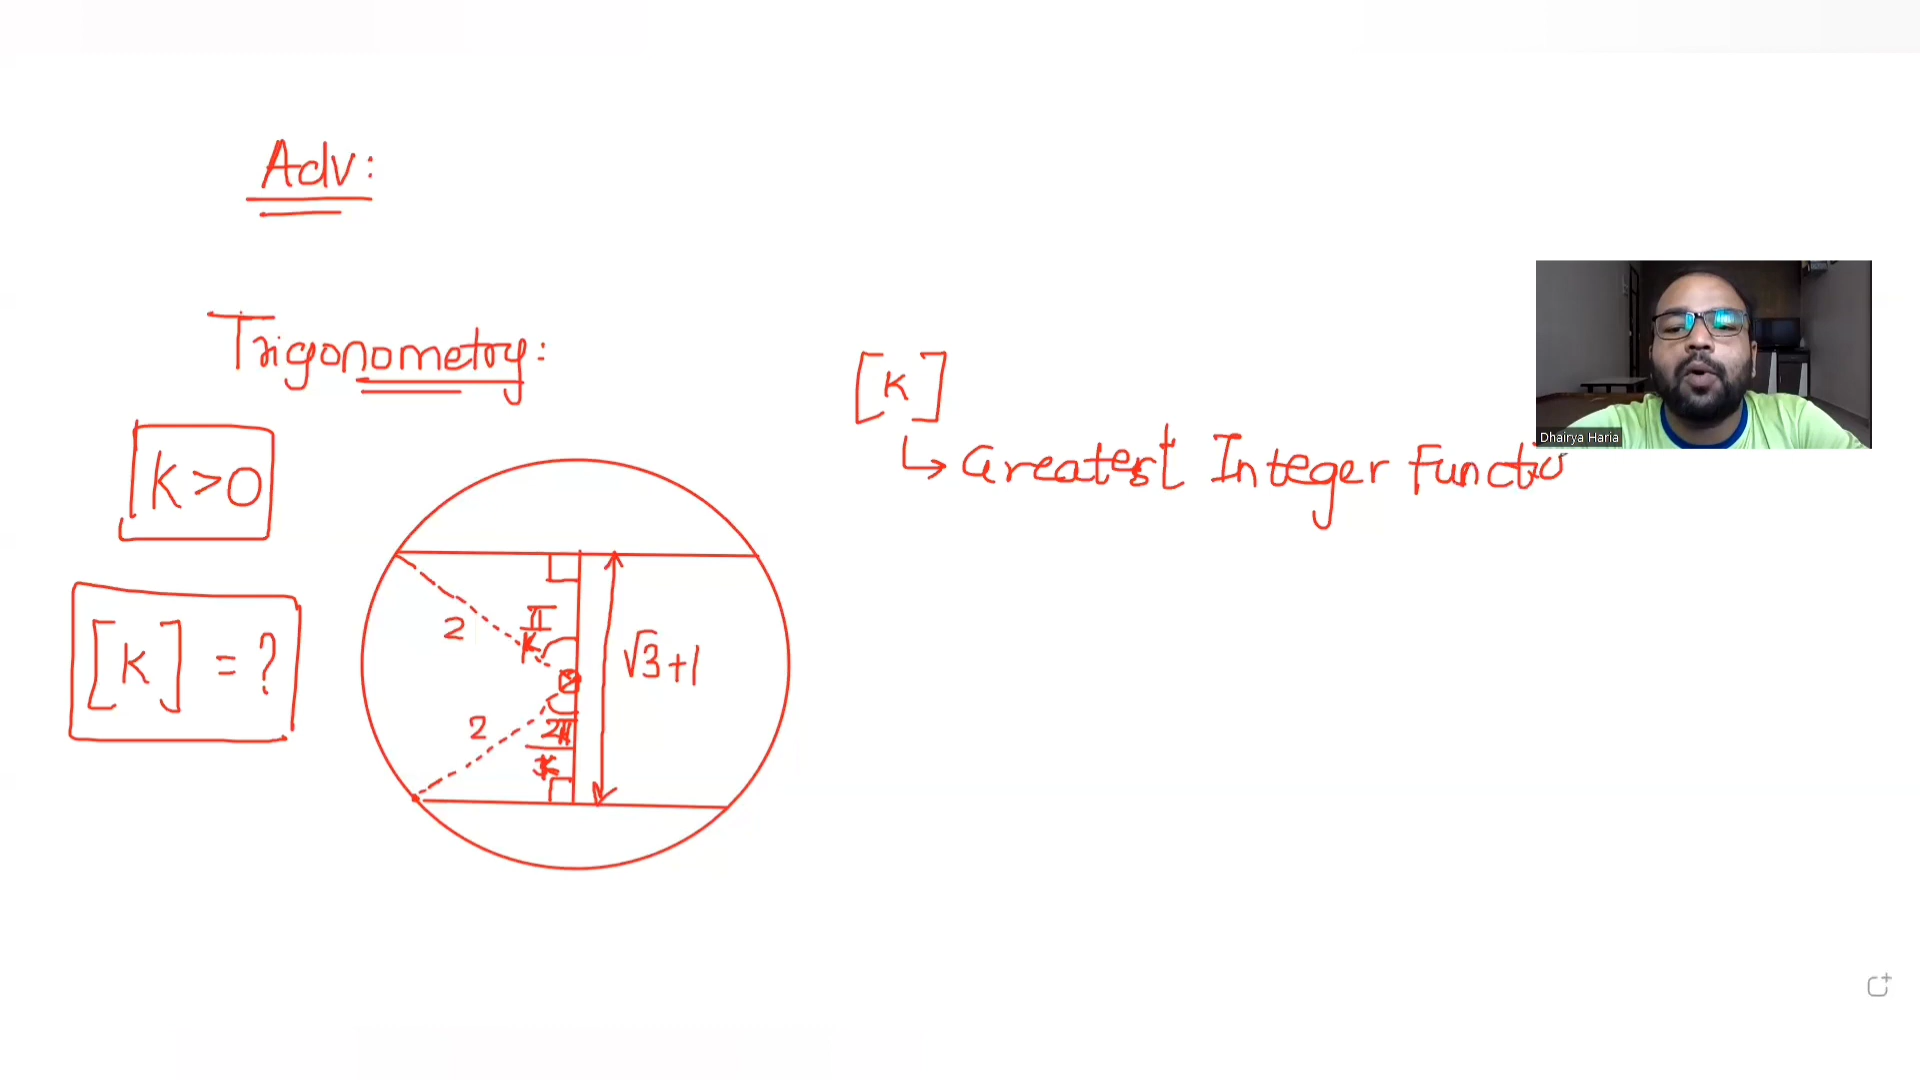 Adv:
Trigonometry:
K>0
[K] = ?
2
π
K
√3+1
2
2π
K
[K]
↳ Greatest Integer Functio
Dhairya Haria